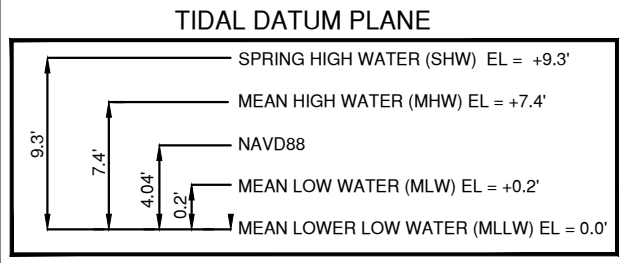 TIDAL DATUM PLANE
SPRING HIGH WATER (SHW) EL = +9.3'
MEAN HIGH WATER (MHW) EL = +7.4'
NAVD88
MEAN LOW WATER (MLW) EL = +0.2'
MEAN LOWER LOW WATER (MLLW) EL = 0.0'
9.3'
7.4'
4.04'
0.2'